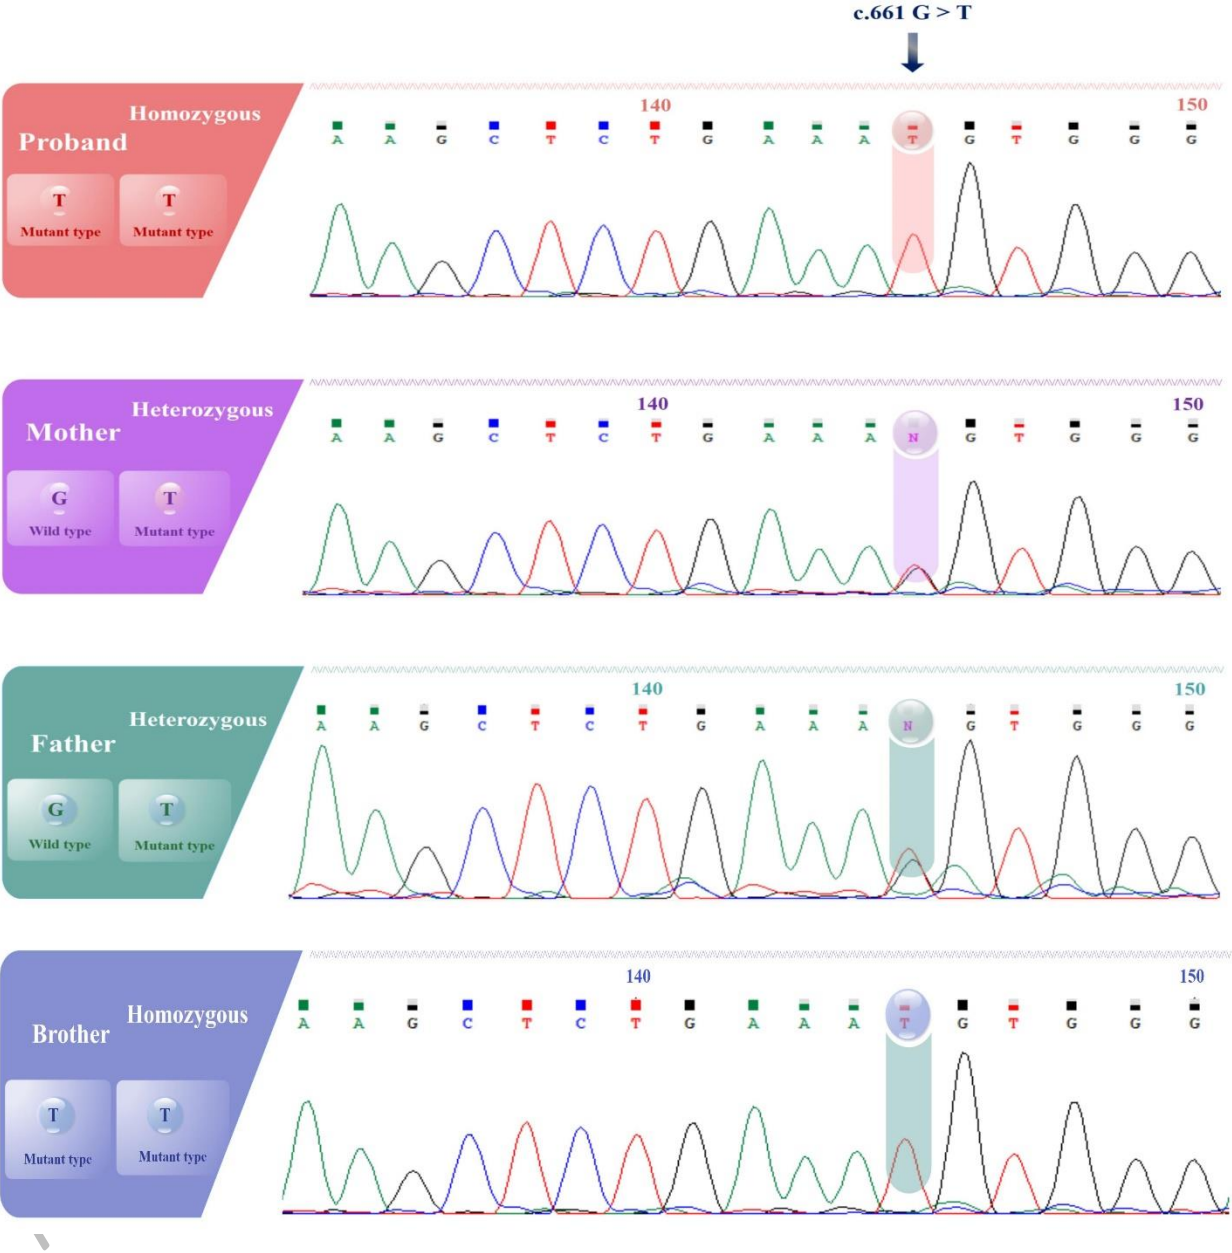 c.661 G > T
Homozygous
Proband
T T
Mutant type Mutant type
140 150
A A G C T C T G A A A T G T G G G
Heterozygous
Mother
G T
Wild type Mutant type
140 150
A A G C T C T G A A A N G T G G G
Heterozygous
Father
G T
Wild type Mutant type
140 150
A A G C T C T G A A A N G T G G G
Homozygous
Brother
T T
Mutant type Mutant type
140 150
A A G C T C T G A A A T G T G G G